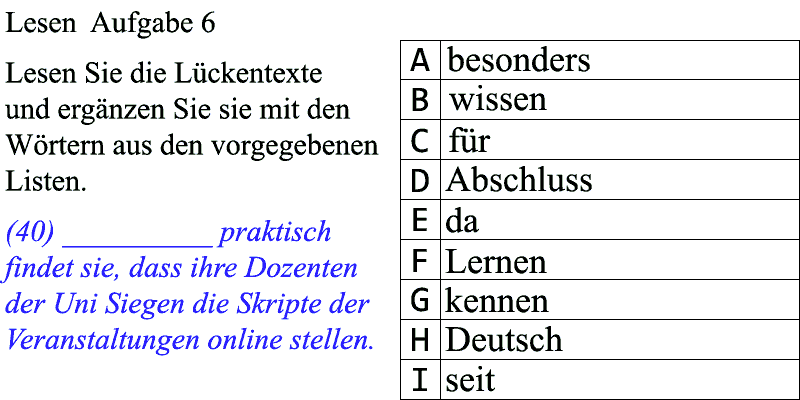 Lesen Aufgabe 6
Lesen Sie die Lückentexte
und ergänzen Sie sie mit den
Wörtern aus den vorgegebenen
Listen.
(40) __________ praktisch
findet sie, dass ihre Dozenten
der Uni Siegen die Skripte der
Veranstaltungen online stellen.
A besonders
B wissen
C für
D Abschluss
E da
F Lernen
G kennen
H Deutsch
I seit